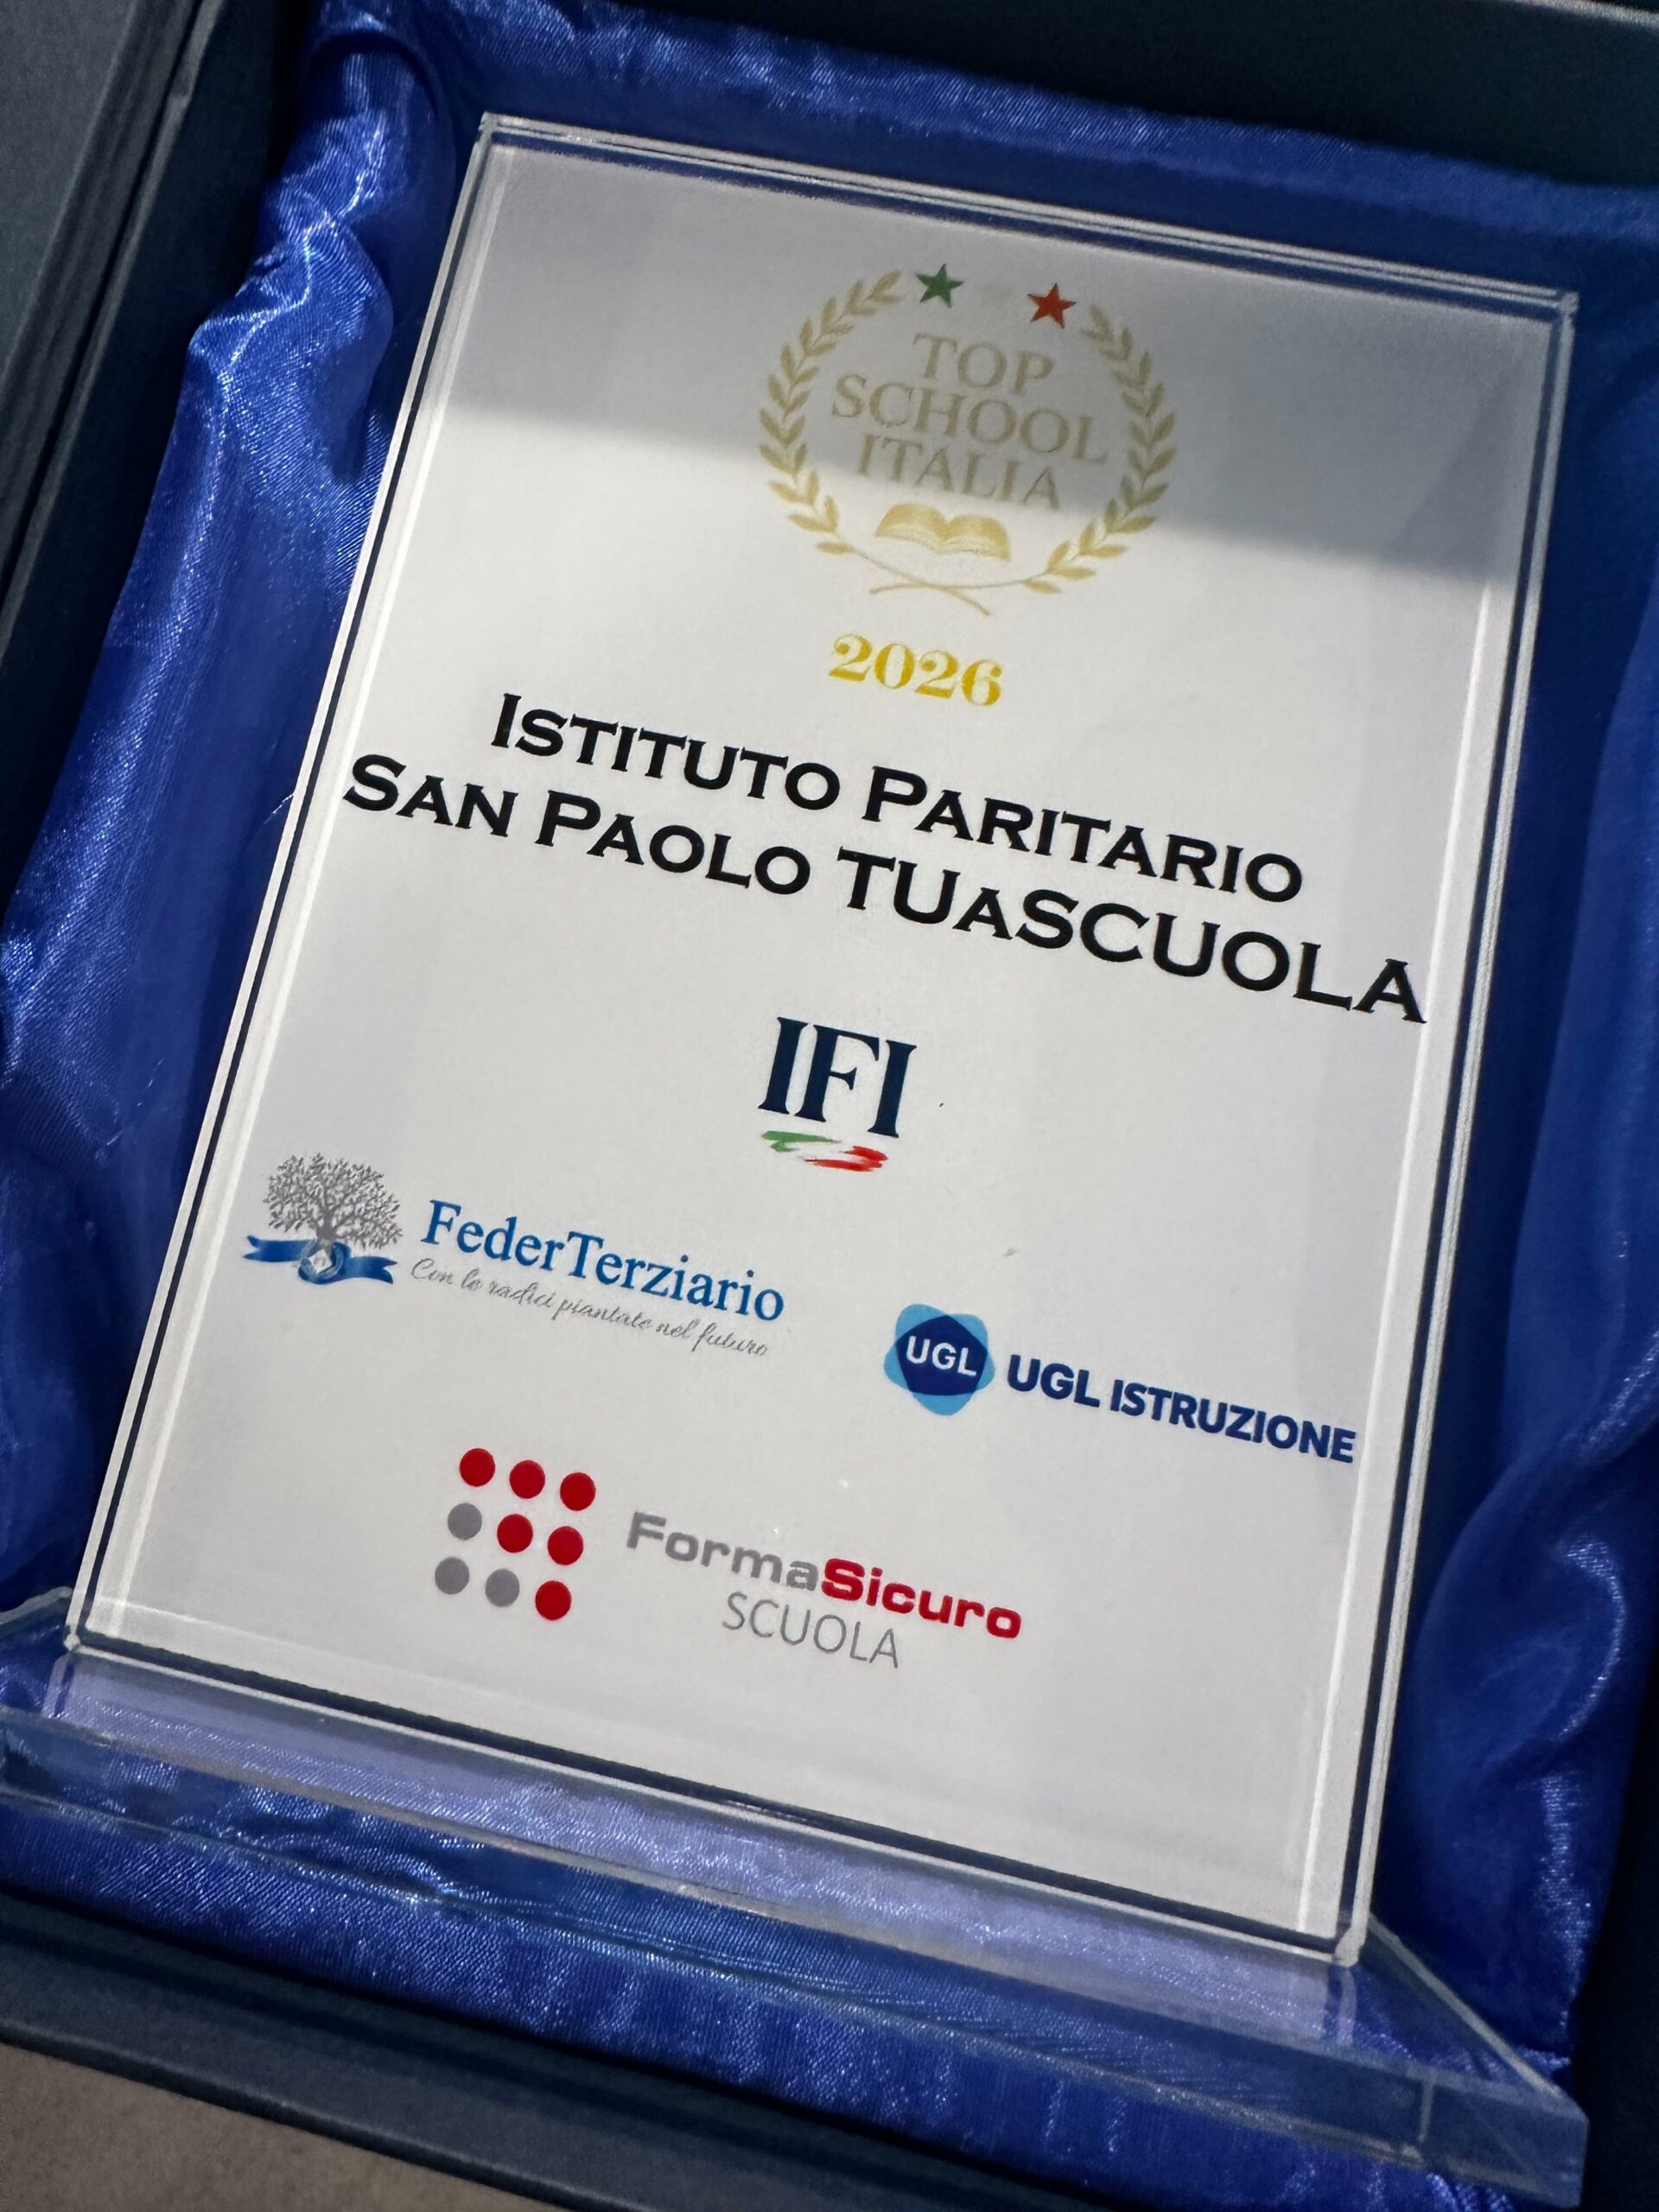 TOP
SCHOOL
ITALIA
2026
ISTITUTO PARITARIO
SAN PAOLO TUASCUOLA
IFI
FederTerziario
Con le radici piantate nel futuro
UGL
UGL ISTRUZIONE
FormaSicuro
SCUOLA